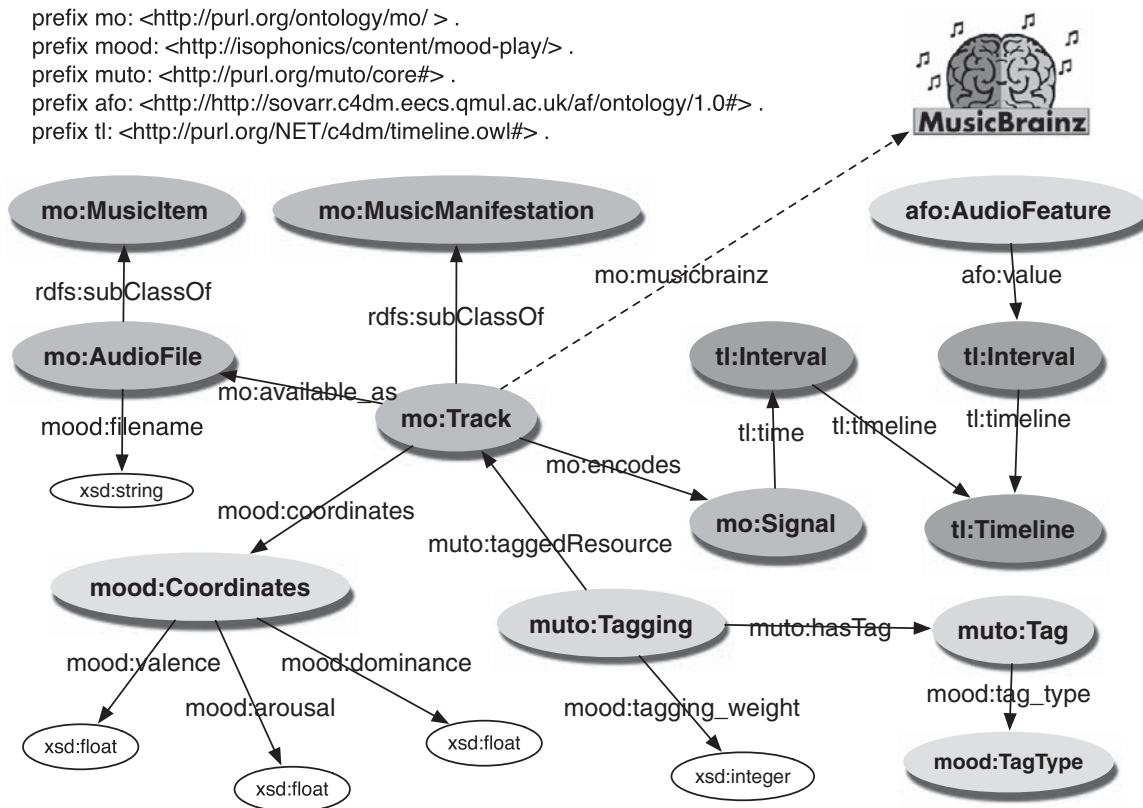 prefix mo: <http://purl.org/ontology/mo/ > .
prefix mood: <http://isophonics/content/mood-play/> .
prefix muto: <http://purl.org/muto/core#> .
prefix afo: <http://http://sovarr.c4dm.eecs.qmul.ac.uk/af/ontology/1.0#> .
prefix tl: <http://purl.org/NET/c4dm/timeline.owl#> .
MusicBrainz
mo:MusicItem
mo:MusicManifestation
afo:AudioFeature
mo:musicbrainz
afo:value
rdfs:subClassOf
rdfs:subClassOf
mo:AudioFile
tl:Interval
tl:Interval
mo:available_as
mo:Track
mood:filename
tl:time
tl:timeline
tl:timeline
mo:encodes
xsd:string
mood:coordinates
mo:Signal
tl:Timeline
muto:taggedResource
mood:Coordinates
muto:Tagging
muto:hasTag
muto:Tag
mood:valence
mood:dominance
mood:arousal
mood:tagging_weight
mood:tag_type
xsd:float
xsd:float
xsd:float
xsd:integer
mood:TagType